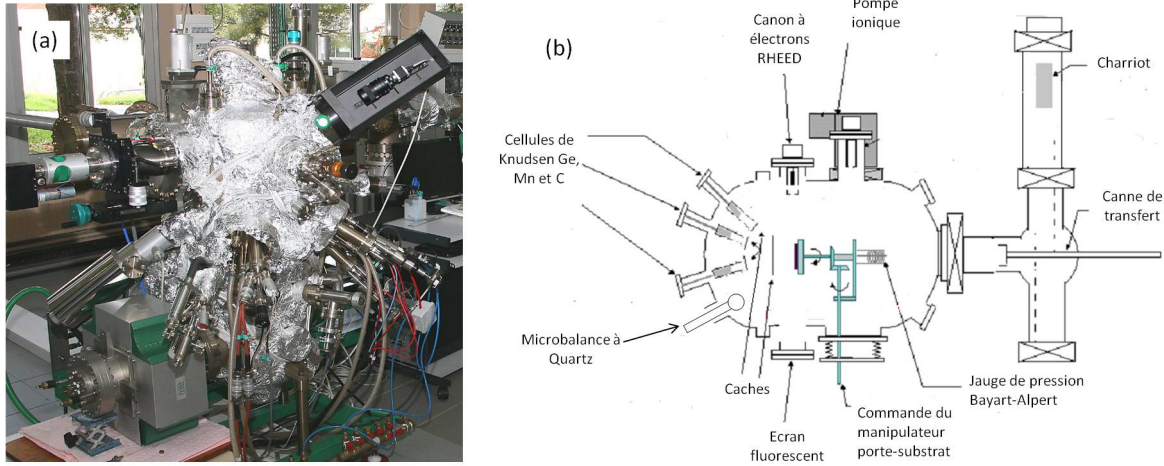 (a)
(b)
Pompe
ionique
Canon à
électrons
RHEED
Charriot
Cellules de
Knudsen Ge,
Mn et C
Canne de
transfert
Microbalance à
Quartz
Caches
Jauge de pression
Bayart-Alpert
Ecran
fluorescent
Commande du
manipulateur
porte-substrat